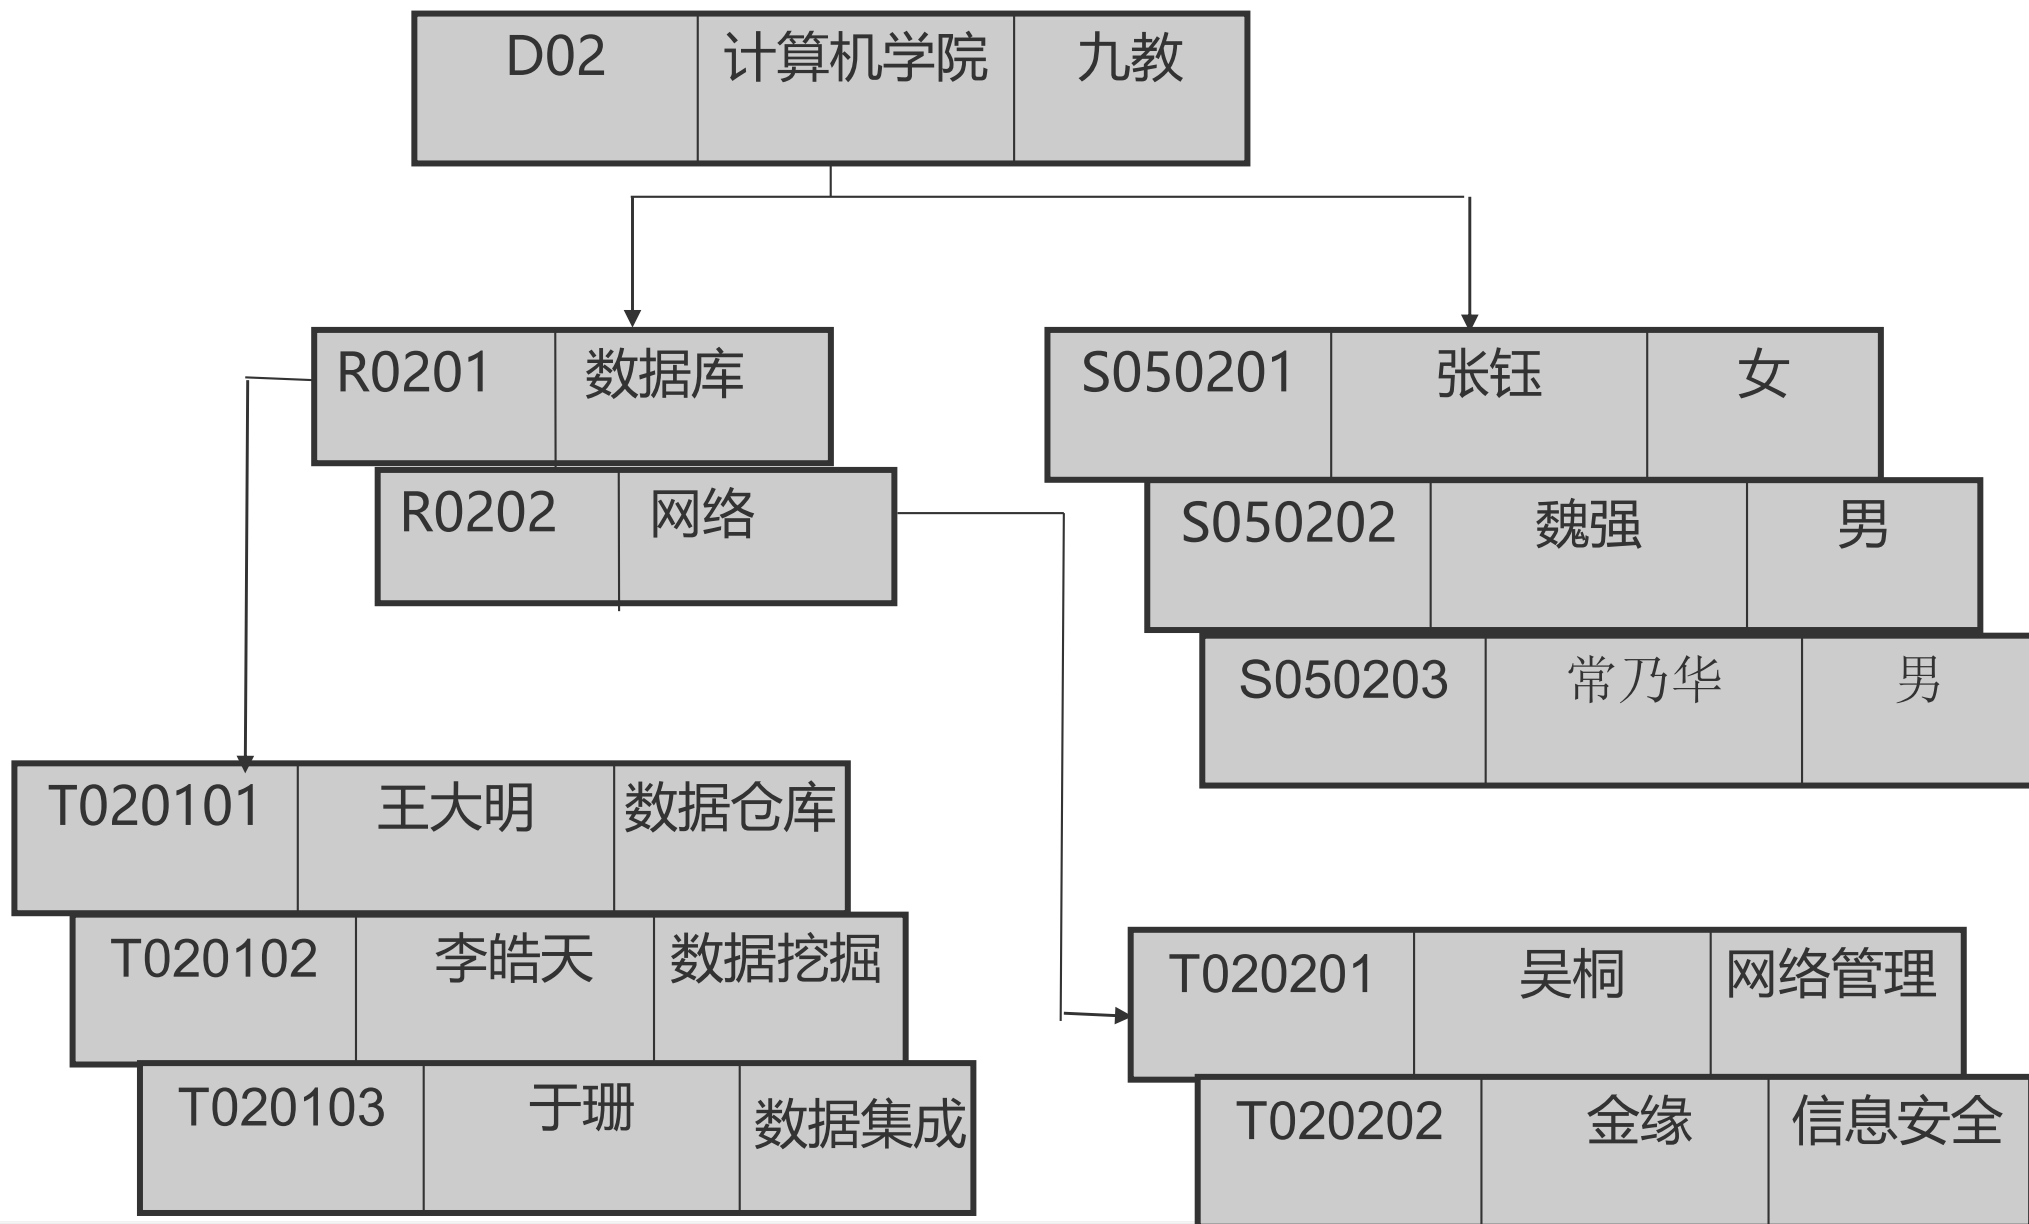 D02 计算机学院 九教
R0201 数据库
R0202 网络
S050201 张钰 女
S050202 魏强 男
S050203 常乃华 男
T020101 王大明 数据仓库
T020102 李皓天 数据挖掘
T020103 于珊 数据集成
T020201 吴桐 网络管理
T020202 金缘 信息安全